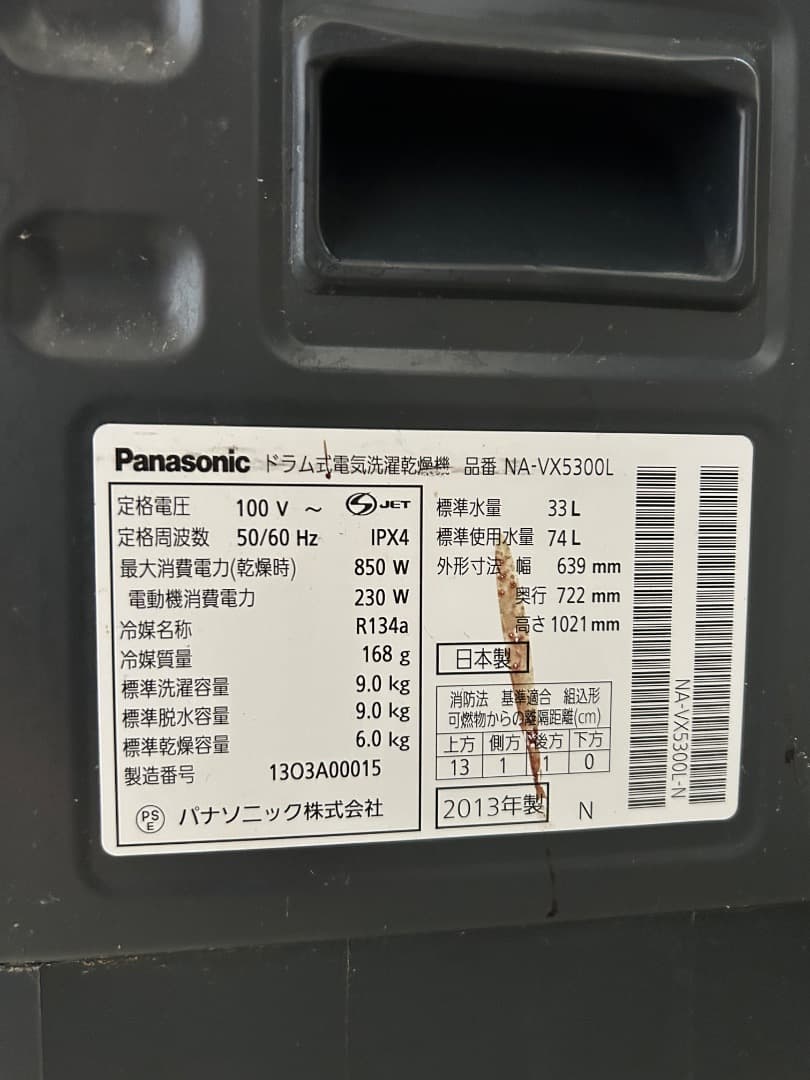 Panasonic ドラム式電気洗濯乾燥機 品番 NA-VX5300L
定格電圧 100 V ～ S JET
定格周波数 50/60 Hz IPX4
最大消費電力(乾燥時) 850 W
電動機消費電力 230 W
冷媒名称 R134a
冷媒質量 168 g
標準洗濯容量 9.0 kg
標準脱水容量 9.0 kg
標準乾燥容量 6.0 kg
製造番号 13O3A00015
PSE パナソニック株式会社
標準水量 33 L
標準使用水量 74 L
外形寸法 幅 639 mm
奥行 722 mm
高さ 1021 mm
日本製
消防法 基準適合 組込形
可燃物からの離隔距離(cm)
上方 側方 後方 下方
13 1 1 0
2013年製 N
NA-VX5300L-N